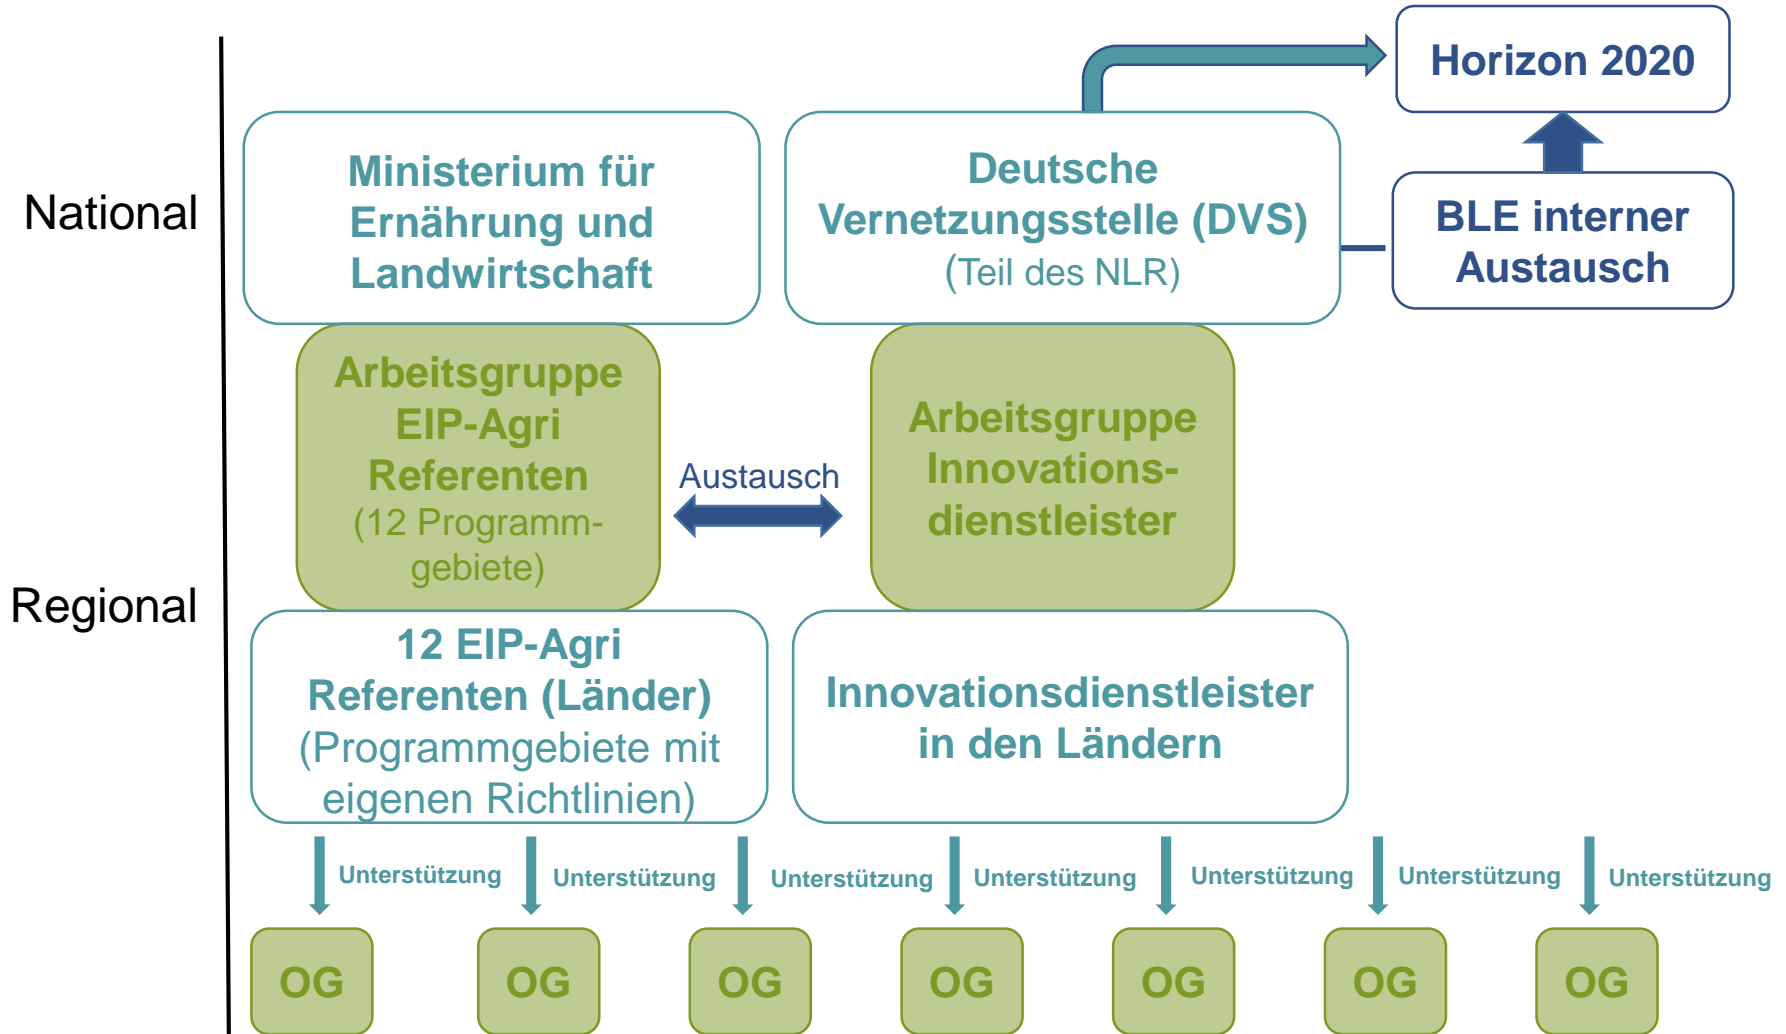 Horizon 2020
National
Ministerium für
Ernährung und
Landwirtschaft
Deutsche
Vernetzungsstelle (DVS)
(Teil des NLR)
BLE interner
Austausch
Arbeitsgruppe
EIP-Agri
Referenten
(12 Programm-
gebiete)
Austausch
Arbeitsgruppe
Innovations-
dienstleister
Regional
12 EIP-Agri
Referenten (Länder)
(Programmgebiete mit
eigenen Richtlinien)
Innovationsdienstleister
in den Ländern
Unterstützung
Unterstützung
Unterstützung
Unterstützung
Unterstützung
Unterstützung
Unterstützung
OG
OG
OG
OG
OG
OG
OG